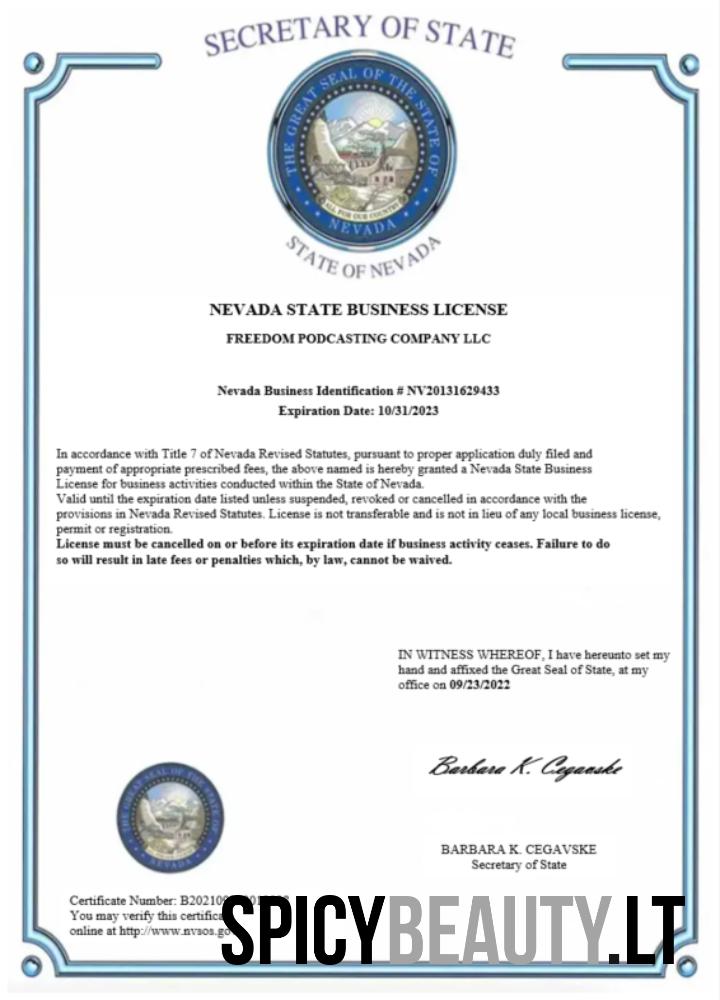 SECRETARY OF STATE
THE GREAT SEAL OF THE STATE OF
ALL FOR OUR COUNTRY
NEVADA
STATE OF NEVADA
NEVADA STATE BUSINESS LICENSE
FREEDOM PODCASTING COMPANY LLC
Nevada Business Identification # NV20131629433
Expiration Date: 10/31/2023
In accordance with Title 7 of Nevada Revised Statutes, pursuant to proper application duly filed and
payment of appropriate prescribed fees, the above named is hereby granted a Nevada State Business
License for business activities conducted within the State of Nevada.
Valid until the expiration date listed unless suspended, revoked or cancelled in accordance with the
provisions in Nevada Revised Statutes. License is not transferable and is not in lieu of any local business license,
permit or registration.
License must be cancelled on or before its expiration date if business activity ceases. Failure to do
so will result in late fees or penalties which, by law, cannot be waived.
IN WITNESS WHEREOF, I have hereunto set my
hand and affixed the Great Seal of State, at my
office on 09/23/2022
Barbara K. Cegavske
BARBARA K. CEGAVSKE
Secretary of State
THE GREAT SEAL OF THE STATE OF
NEVADA
Certificate Number:
You may verify this
online at
SPICYBEAUTY.LT